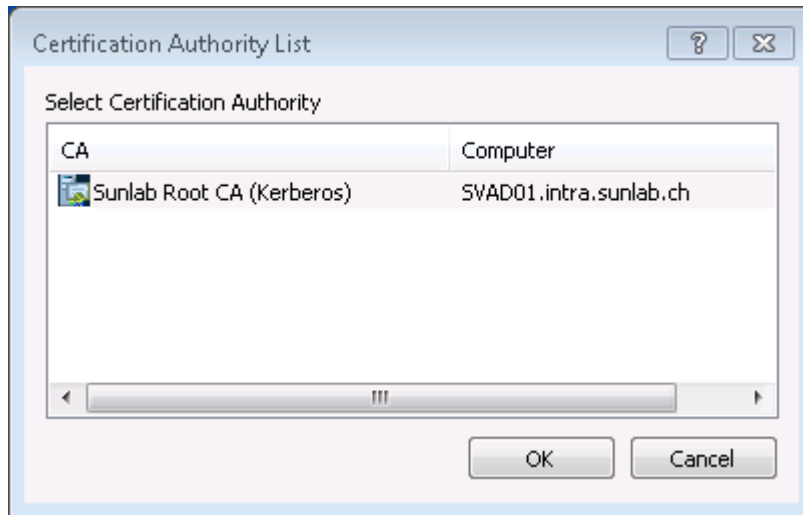 Certification Authority List
Select Certification Authority
CA Computer
Sunlab Root CA (Kerberos) SVAD01.intra.sunlab.ch
OK Cancel